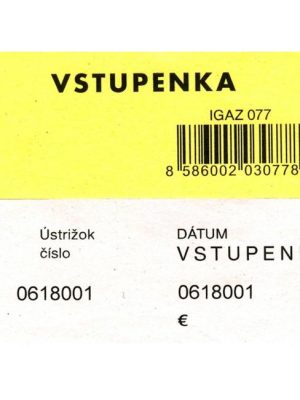 VSTUPENKA
IGAZ 077
8 586002 030778
Ústrižok
číslo
DÁTUM
VSTUPEN
0618001
0618001
€